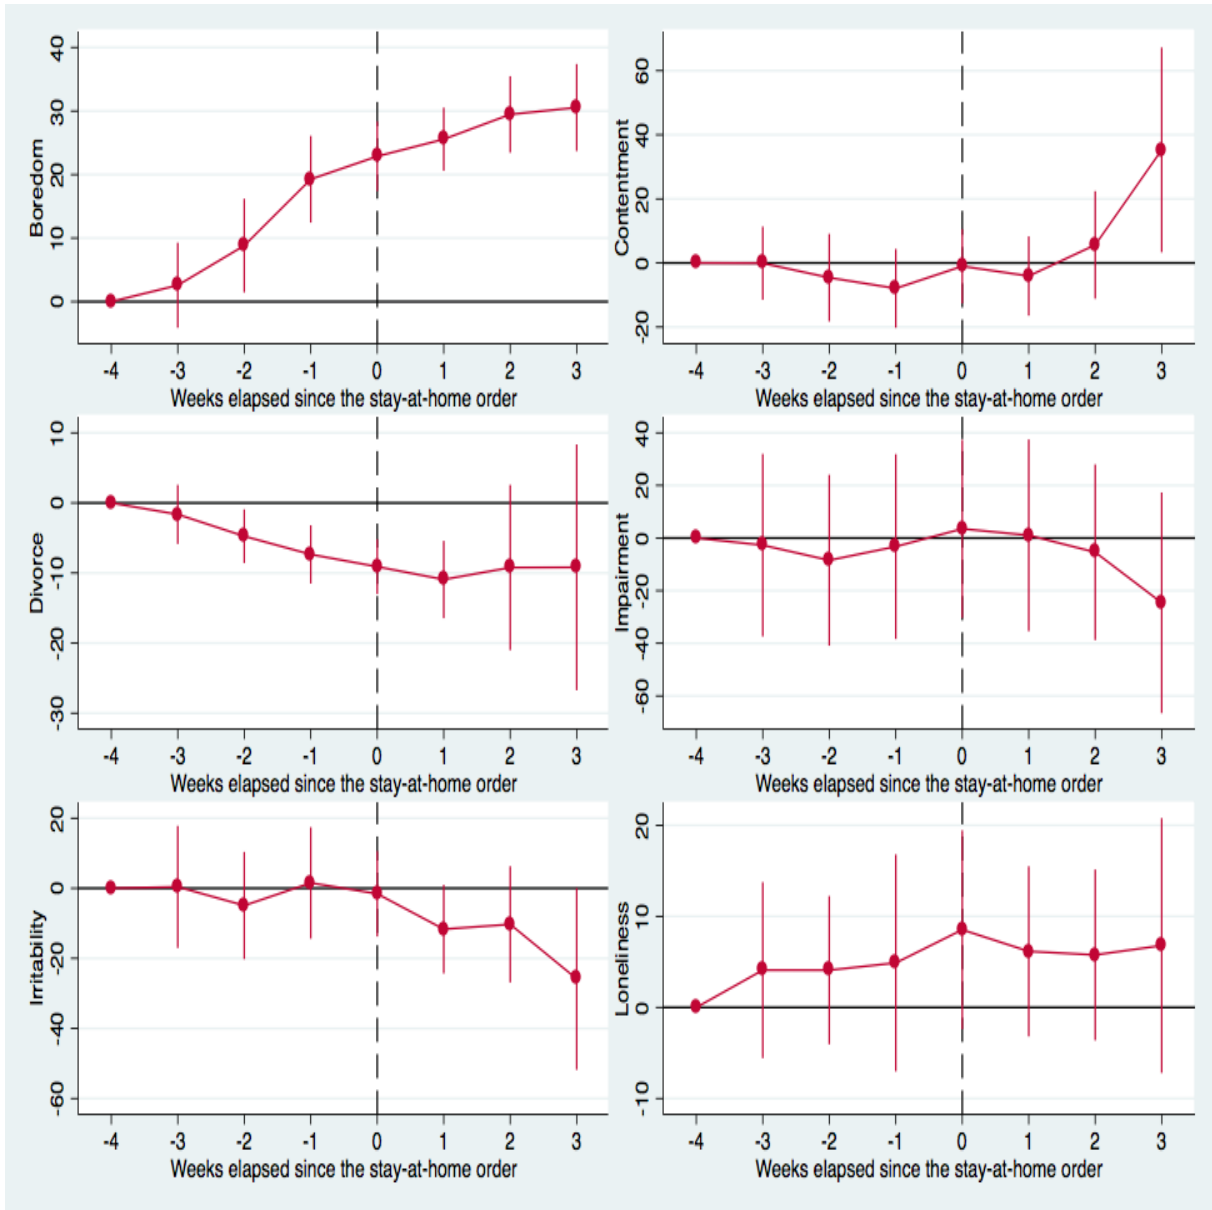 40
30
20
10
0
Boredom
-4 -3 -2 -1 0 1 2 3
Weeks elapsed since the stay-at-home order
60
40
20
0
-20
Contentment
-4 -3 -2 -1 0 1 2 3
Weeks elapsed since the stay-at-home order
10
0
-10
-20
-30
Divorce
-4 -3 -2 -1 0 1 2 3
Weeks elapsed since the stay-at-home order
40
20
0
-20
-40
-60
Impairment
-4 -3 -2 -1 0 1 2 3
Weeks elapsed since the stay-at-home order
20
0
-20
-40
-60
Irritability
-4 -3 -2 -1 0 1 2 3
Weeks elapsed since the stay-at-home order
20
10
0
-10
Loneliness
-4 -3 -2 -1 0 1 2 3
Weeks elapsed since the stay-at-home order